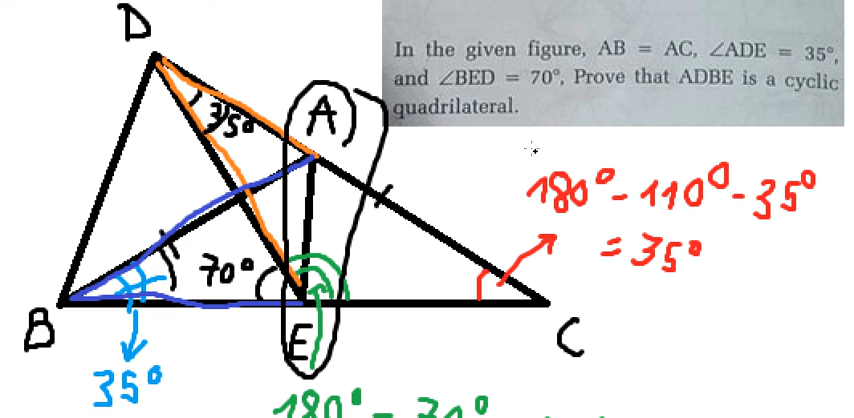 In the given figure, AB = AC, ∠ADE = 35°,
and ∠BED = 70°, Prove that ADBE is a cyclic
quadrilateral.
D
35°
A
180° - 110° - 35°
= 35°
70°
B
E
C
35°